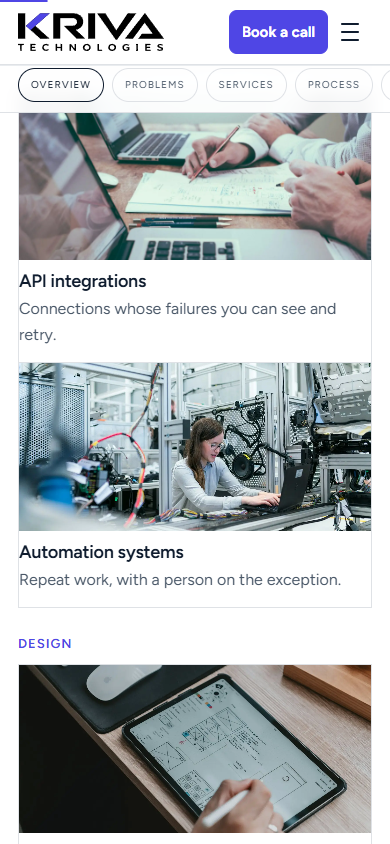 KRIVA
TECHNOLOGIES
Book a call
OVERVIEW
PROBLEMS
SERVICES
PROCESS
API integrations
Connections whose failures you can see and
retry.
Automation systems
Repeat work, with a person on the exception.
DESIGN